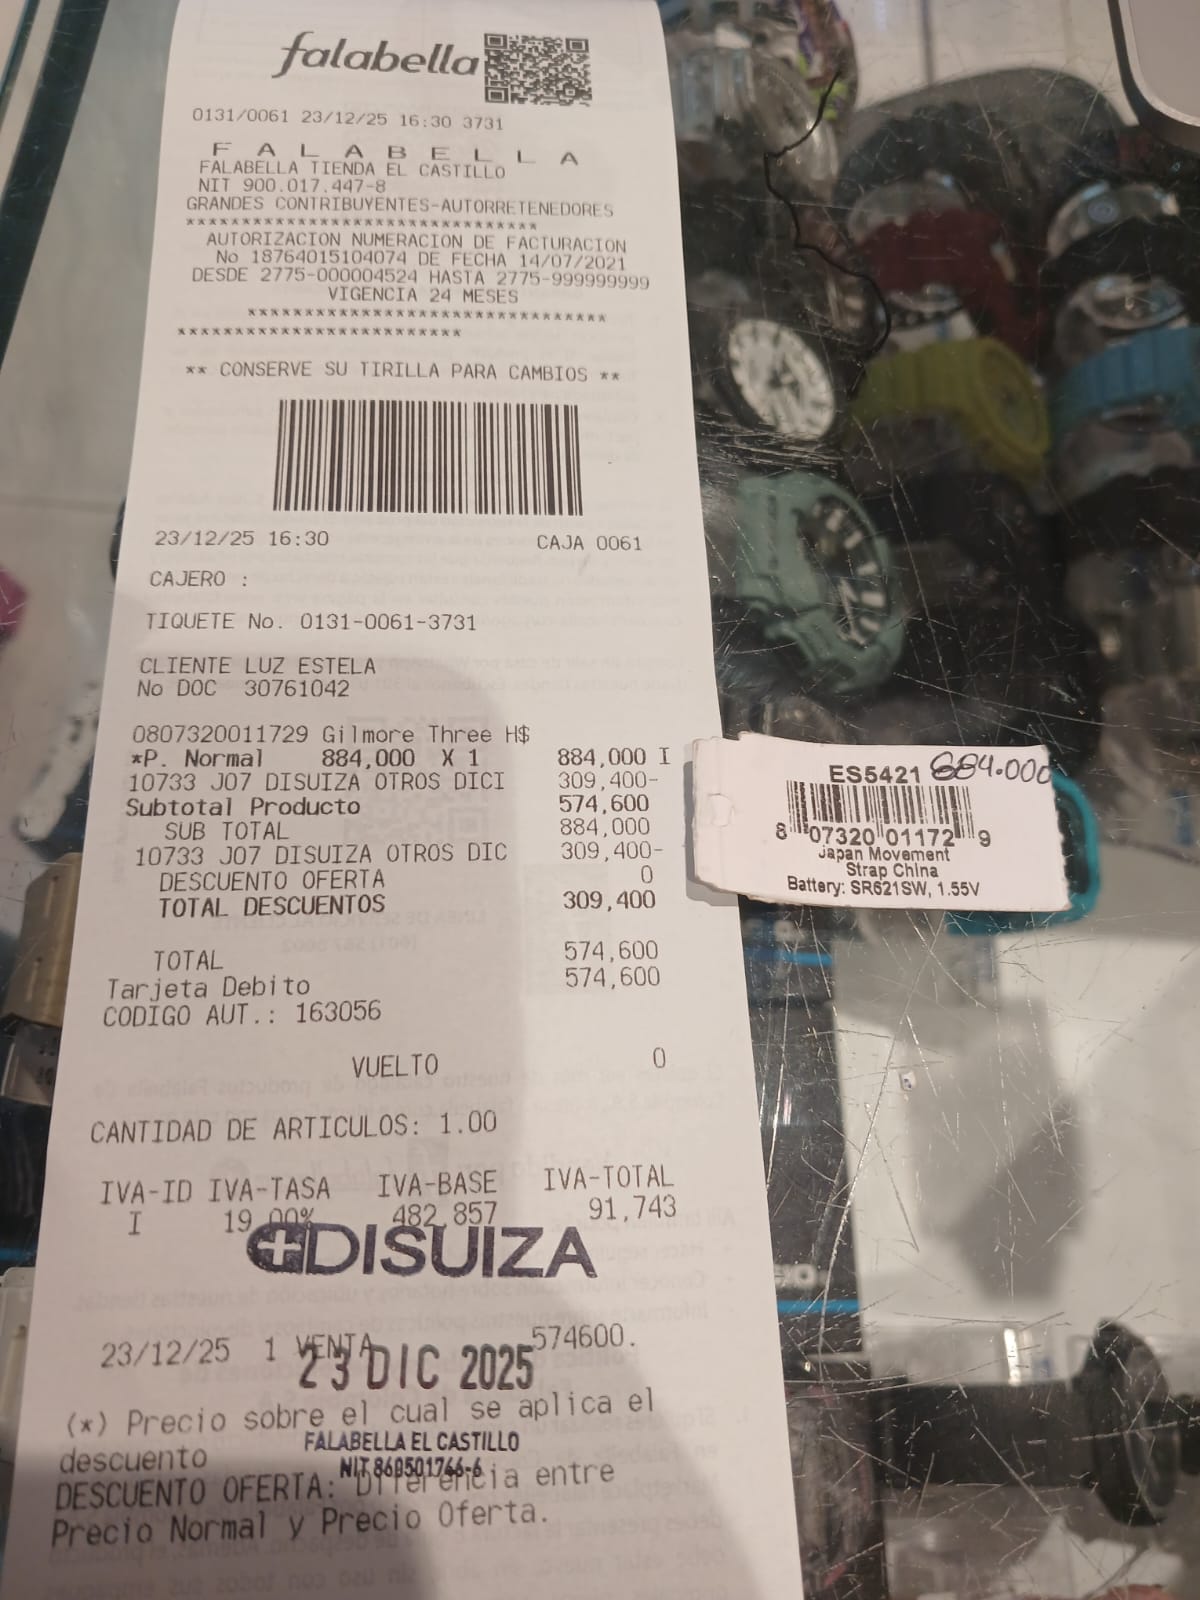 falabella
0131/0061 23/12/25 16:30 3731
F A L A B E L L A
FALABELLA TIENDA EL CASTILLO
NIT 900.017.447-8
GRANDES CONTRIBUYENTES-AUTORRETENEDORES
************************************
AUTORIZACION NUMERACION DE FACTURACION
No 18764015104074 DE FECHA 14/07/2021
DESDE 2775-000004524 HASTA 2775-999999999
VIGENCIA 24 MESES
*******************************
*************************
** CONSERVE SU TIRILLA PARA CAMBIOS **
23/12/25 16:30 CAJA 0061
CAJERO :
TIQUETE No. 0131-0061-3731
CLIENTE LUZ ESTELA
No DOC 30761042
0807320011729 Gilmore Three H$
*P. Normal 884,000 X 1 884,000 I
10733 J07 DISUIZA OTROS DICI 309,400-
Subtotal Producto 574,600
SUB TOTAL 884,000
10733 J07 DISUIZA OTROS DIC 309,400-
DESCUENTO OFERTA 0
TOTAL DESCUENTOS 309,400
TOTAL 574,600
Tarjeta Debito 574,600
CODIGO AUT.: 163056
VUELTO 0
CANTIDAD DE ARTICULOS: 1.00
IVA-ID IVA-TASA IVA-BASE IVA-TOTAL
I 19.00% 482,857 91,743
DISUIZA
23/12/25 1 VENTA 574600.
23 DIC 2025
(*) Precio sobre el cual se aplica el
descuento
FALABELLA EL CASTILLO
NIT 860501766-6
DESCUENTO OFERTA: Diferencia entre
Precio Normal y Precio Oferta.
ES5421 884.000
8 07320 01172 9
Japan Movement
Strap China
Battery: SR621SW, 1.55V